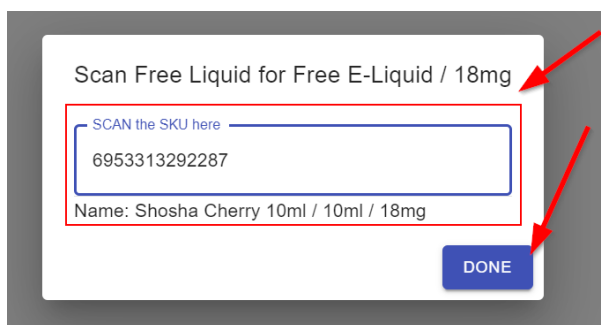 Scan Free Liquid for Free E-Liquid / 18mg
SCAN the SKU here
6953313292287
Name: Shosha Cherry 10ml / 10ml / 18mg
DONE